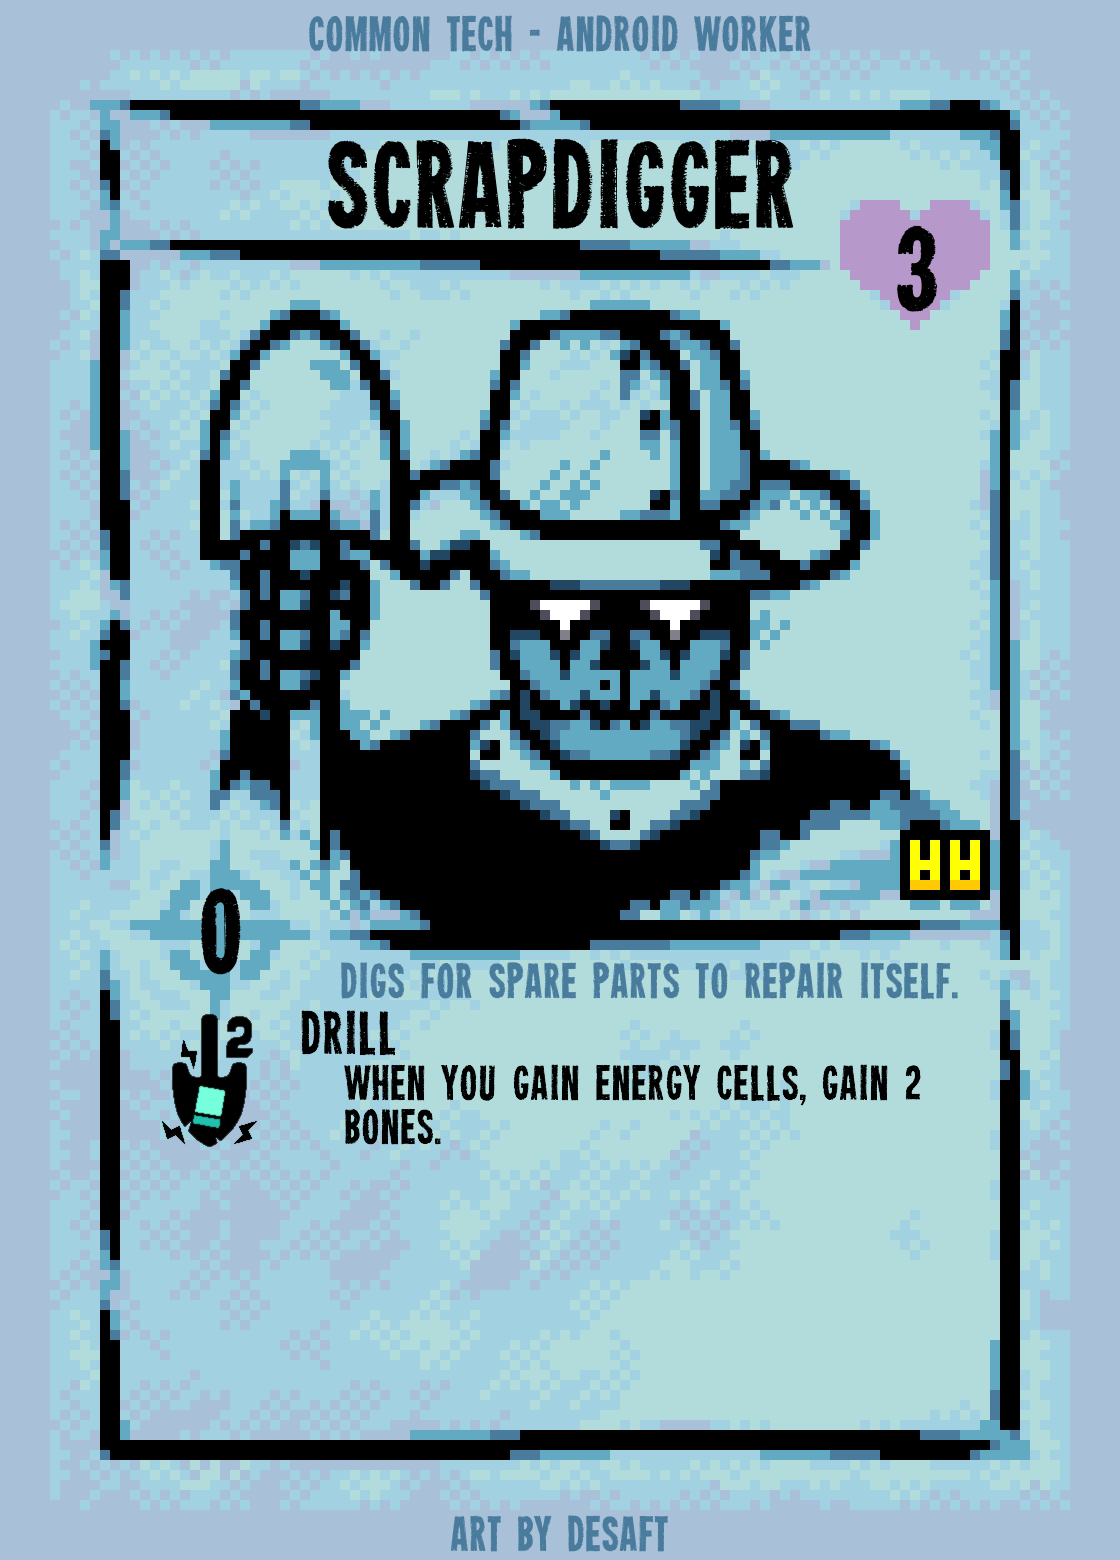 COMMON TECH - ANDROID WORKER
SCRAPDIGGER
3
0
DIGS FOR SPARE PARTS TO REPAIR ITSELF.
2
DRILL
WHEN YOU GAIN ENERGY CELLS, GAIN 2
BONES.
ART BY DESAFT